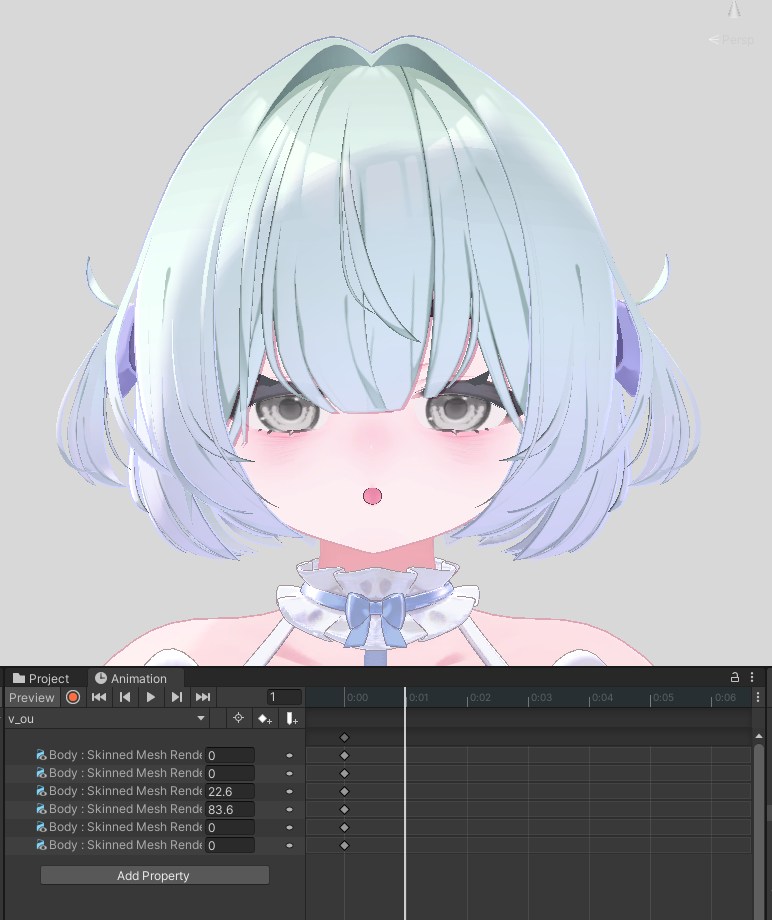 Persp
Project
Animation
Preview
1
0:00
0:01
0:02
0:03
0:04
0:05
0:06
v_ou
Body : Skinned Mesh Rende
0
Body : Skinned Mesh Rende
0
Body : Skinned Mesh Rende
22.6
Body : Skinned Mesh Rende
83.6
Body : Skinned Mesh Rende
0
Body : Skinned Mesh Rende
0
Add Property